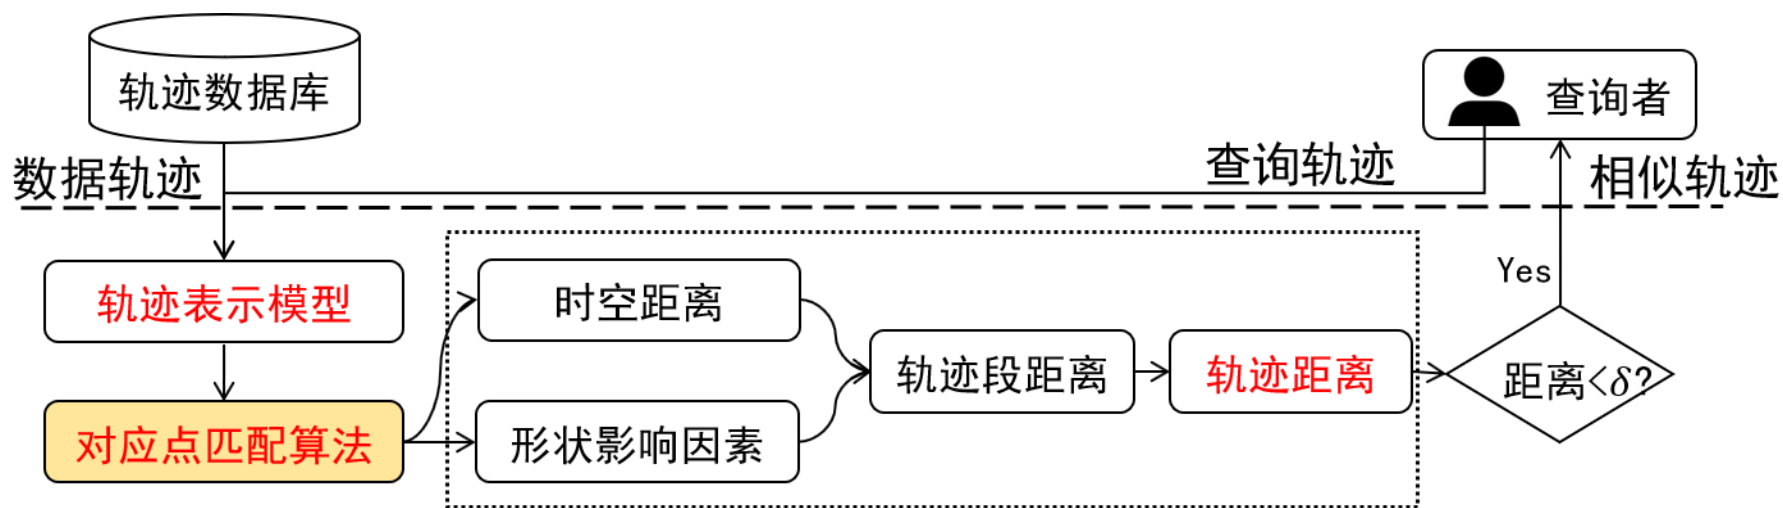 轨迹数据库
查询者
数据轨迹
查询轨迹
相似轨迹
轨迹表示模型
时空距离
Yes
轨迹段距离
轨迹距离
距离<δ?
对应点匹配算法
形状影响因素